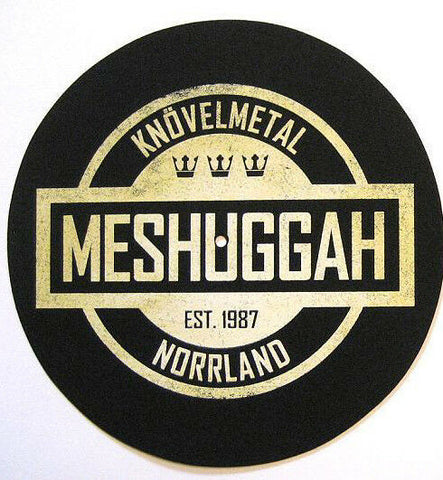 KNÖVELMETAL
MESHUGGAH
EST. 1987
NORRLAND